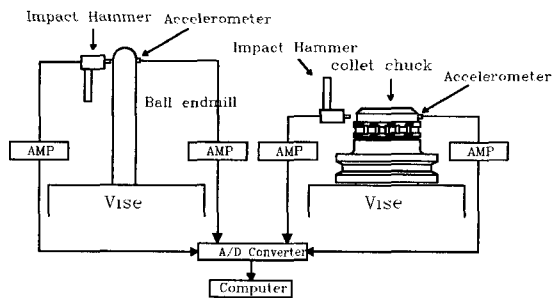 Impact Hammer
Accelerometer
Impact Hammer
collet chuck
Accelerometer
Ball endmill
AMP
AMP
AMP
AMP
Vise
Vise
A/D Converter
Computer